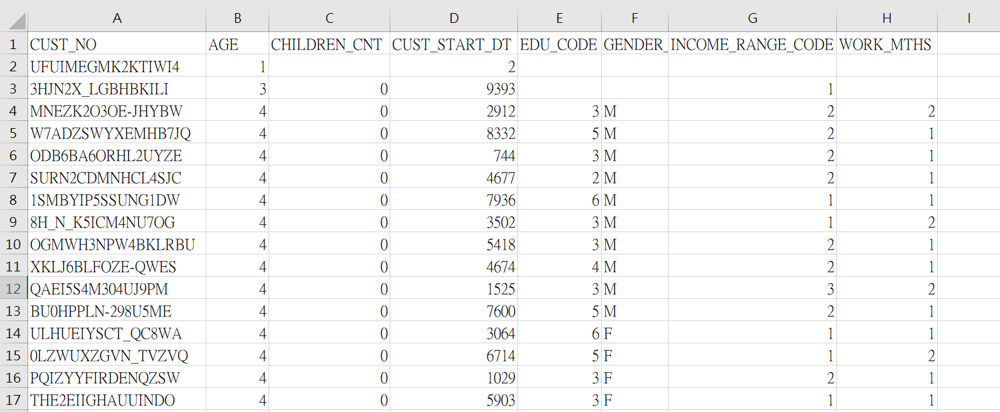 A B C D E F G H I
1 CUST_NO AGE CHILDREN_CNT CUST_START_DT EDU_CODE GENDER_ INCOME_RANGE_CODE WORK_MTHS
2 UFUIMEGMK2KTIWI4 1 2
3 3HJN2X_LGBHBKILI 3 0 9393 1
4 MNEZK2O3OE-JHYBW 4 0 2912 3 M 2 2
5 W7ADZSWYXEMHB7JQ 4 0 8332 5 M 2 1
6 ODB6BA6ORHL2UYZE 4 0 744 3 M 2 1
7 SURN2CDMNHCL4SJC 4 0 4677 2 M 2 1
8 1SMBYIP5SSUNG1DW 4 0 7936 6 M 1 1
9 8H_N_K5ICM4NU7OG 4 0 3502 3 M 1 2
10 OGMWH3NPW4BKLRBU 4 0 5418 3 M 2 1
11 XKLJ6BLFOZE-QWES 4 0 4674 4 M 2 1
12 QAEI5S4M304UJ9PM 4 0 1525 3 M 3 2
13 BU0HPPLN-298U5ME 4 0 7600 5 M 2 1
14 ULHUEIYSCT_QC8WA 4 0 3064 6 F 1 1
15 0LZWUXZGVN_TVZVQ 4 0 6714 5 F 1 2
16 PQIZYYFIRDENQZSW 4 0 1029 3 F 2 1
17 THE2EIIGHAUUINDO 4 0 5903 3 F 1 1